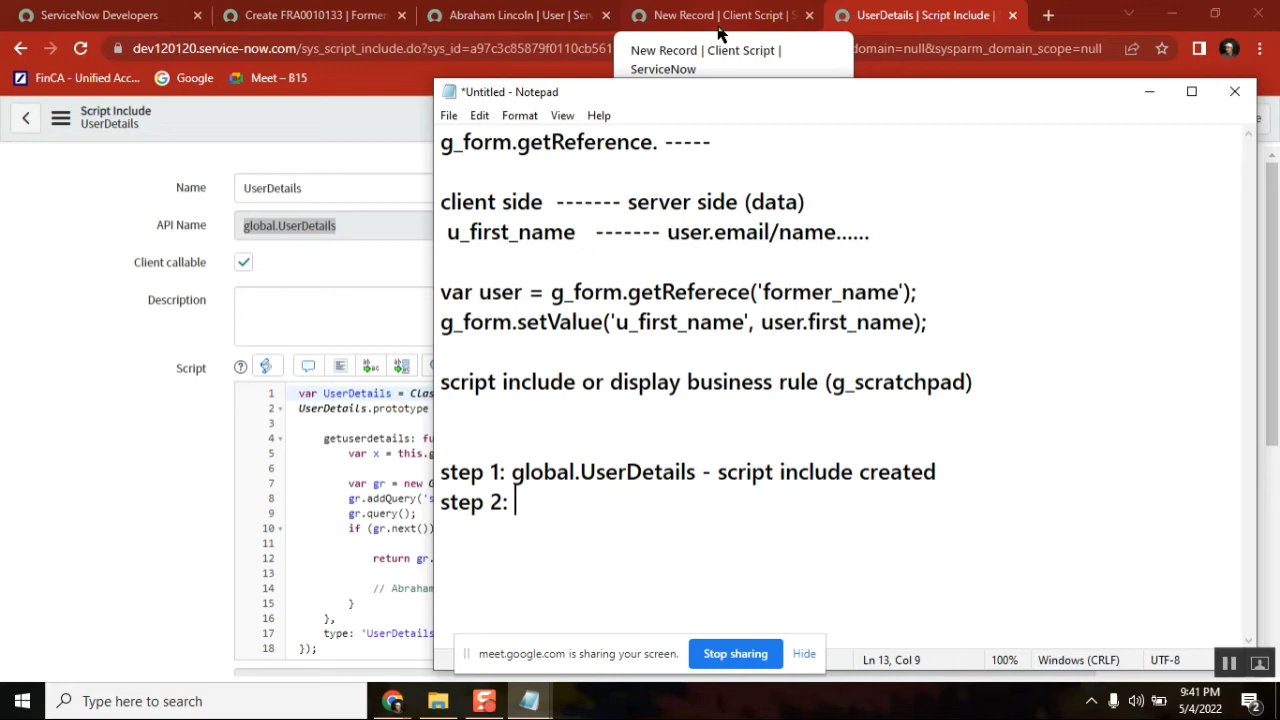 ServiceNow Developers
Create FRA0010133 | Former
Abraham Lincoln | User | Serv
New Record | Client Script | S
UserDetails | Script Include |
dev120120.service-now.com/sys_script_include.do?sys_id=a97c3c85879f0110cb561
domain=null&sysparm_domain_scope=null
New Record | Client Script |
ServiceNow
FinCA - Unified Acc...
Google
Meet – B15
Script Include
UserDetails
*Untitled - Notepad
File Edit Format View Help
Name
UserDetails
API Name
global.UserDetails
Client callable
Description
Script
1 var UserDetails = Clas
2 UserDetails.prototype
3
4 getuserdetails: fu
5 var x = this.g
6
7 var gr = new G
8 gr.addQuery('s
9 gr.query();
10 if (gr.next())
11
12 return gr.
13
14 // Abraham
15 }
16 },
17 type: 'UserDetails
18 });
g_form.getReference. -----
client side ------- server side (data)
u_first_name ------- user.email/name......
var user = g_form.getReferece('former_name');
g_form.setValue('u_first_name', user.first_name);
script include or display business rule (g_scratchpad)
step 1: global.UserDetails - script include created
step 2:
meet.google.com is sharing your screen.
Stop sharing
Hide
Ln 13, Col 9
100%
Windows (CRLF)
UTF-8
Type here to search
9:41 PM
5/4/2022
2